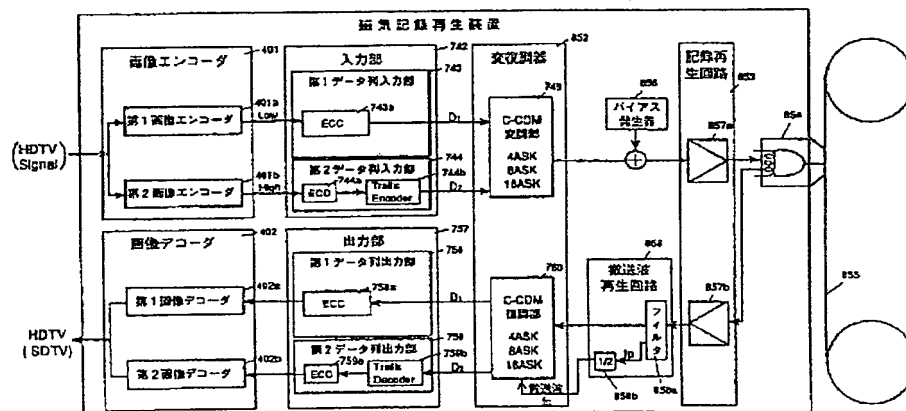 磁気記録再生装置
画像エンコーダ
401
第1画像エンコーダ
401a
Low
第2画像エンコーダ
401b
High
(HDTV Signal)
入力部
742
743
第1データ列入力部
743a
ECC
D1
第2データ列入力部
744
744a
ECC
744b
Trellis Encoder
D2
変復調器
852
749
C-CDM
変調部
4ASK
8ASK
16ASK
856
バイアス
発生器
記録再
生回路
853
857a
854
855
画像デコーダ
402
第1画像デコーダ
402a
第2画像デコーダ
402b
HDTV
(SDTV)
出力部
757
758
第1データ列出力部
758a
ECC
D1
第2データ列出力部
759
759a
ECC
759b
Trellis Decoder
D2
760
C-CDM
復調部
4ASK
8ASK
16ASK
搬送波
再生回路
フィルタ
1/2
858b
858a
搬送波
857b